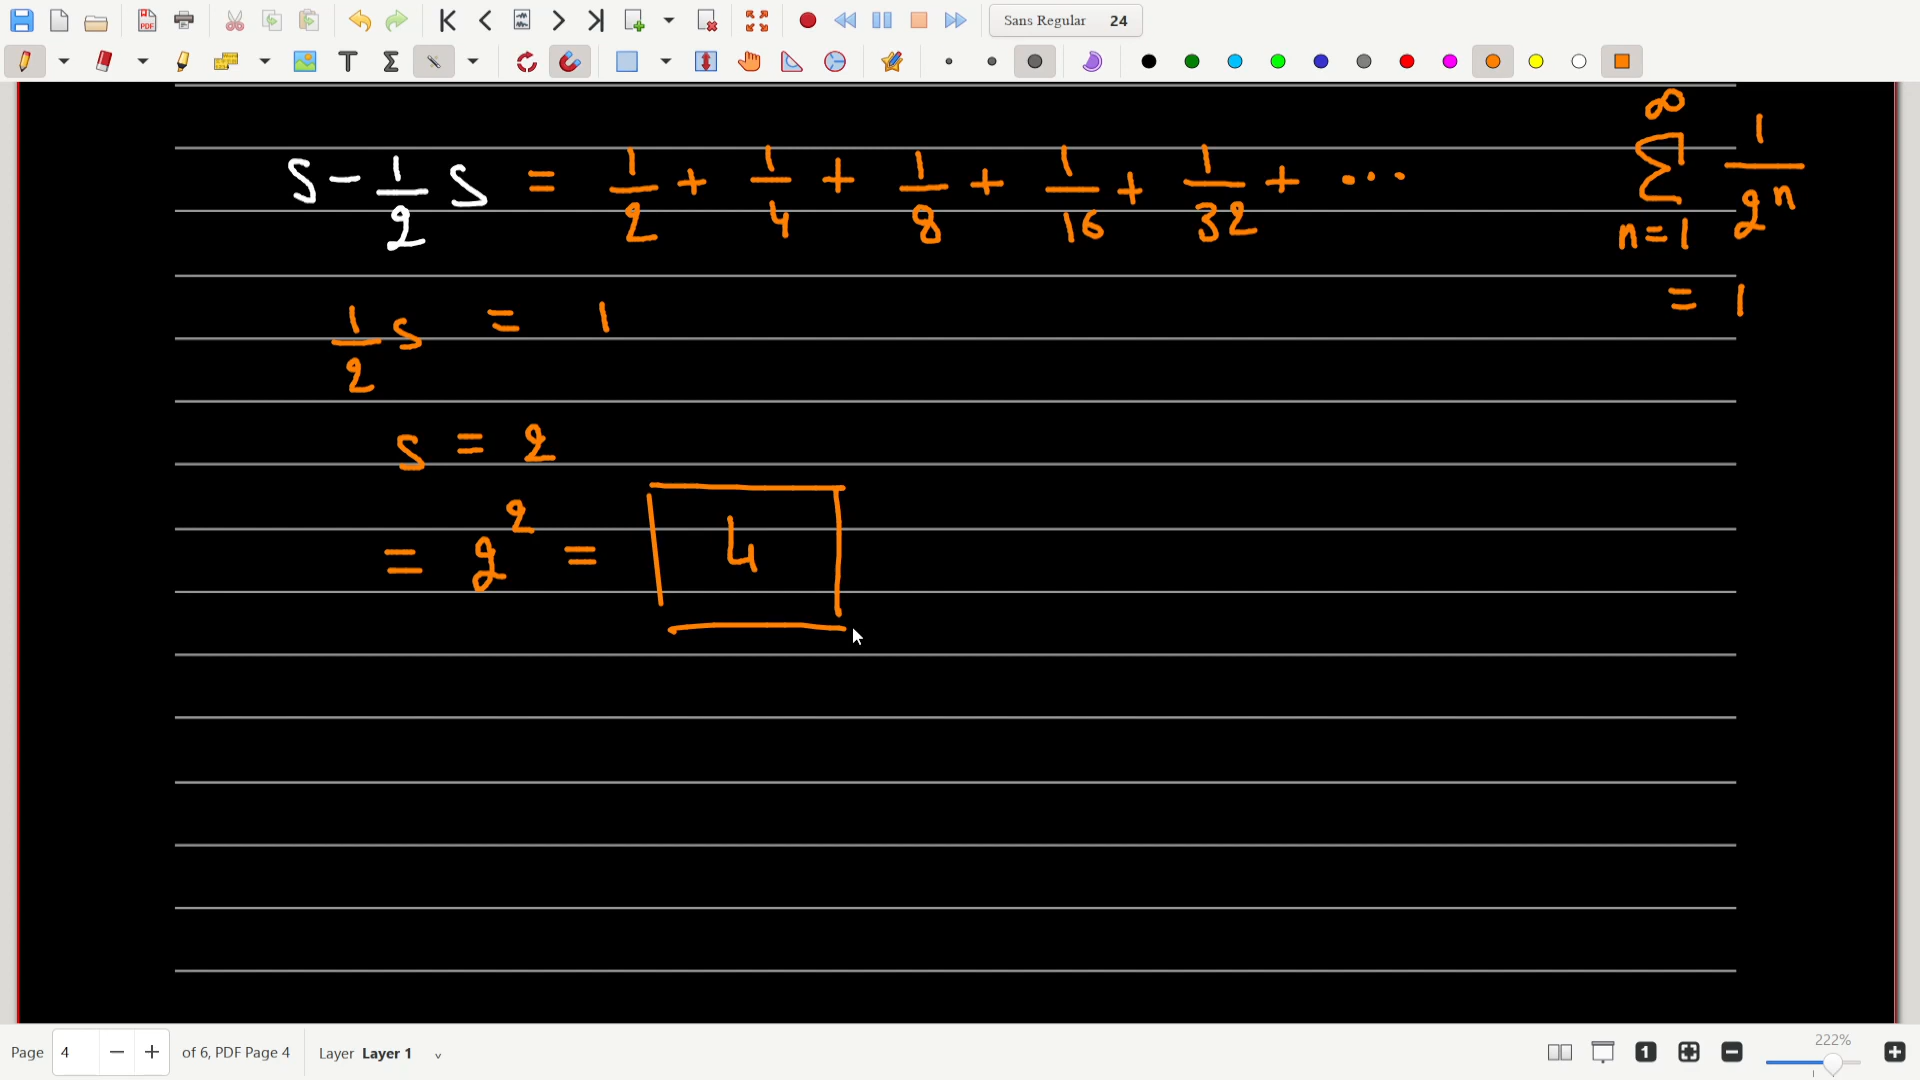 Sans Regular 24
S - 1/2 S = 1/2 + 1/4 + 1/8 + 1/16 + 1/32 + ...
∞ ∑ n=1 1/2^n
= 1
1/2 s = 1
s = 2
= 2^2 = 4
Page 4 of 6, PDF Page 4 Layer Layer 1 222%